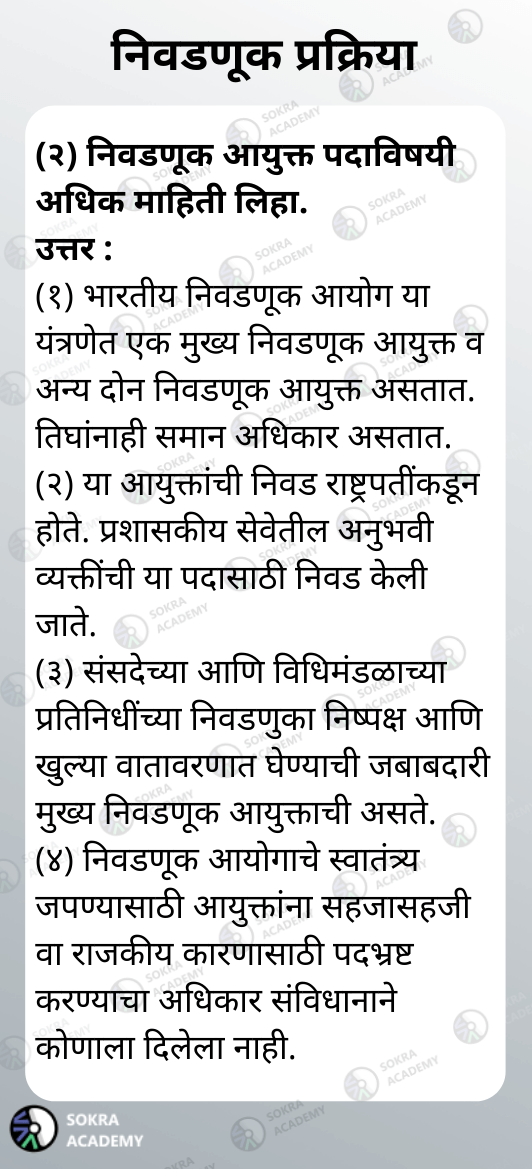 निवडणूक प्रक्रिया
(२) निवडणूक आयुक्त पदाविषयी
अधिक माहिती लिहा.
उत्तर :
(१) भारतीय निवडणूक आयोग या
यंत्रणेत एक मुख्य निवडणूक आयुक्त व
अन्य दोन निवडणूक आयुक्त असतात.
तिघांनाही समान अधिकार असतात.
(२) या आयुक्तांची निवड राष्ट्रपतींकडून
होते. प्रशासकीय सेवेतील अनुभवी
व्यक्तींची या पदासाठी निवड केली
जाते.
(३) संसदेच्या आणि विधिमंडळाच्या
प्रतिनिधींच्या निवडणुका निष्पक्ष आणि
खुल्या वातावरणात घेण्याची जबाबदारी
मुख्य निवडणूक आयुक्ताची असते.
(४) निवडणूक आयोगाचे स्वातंत्र्य
जपण्यासाठी आयुक्तांना सहजासहजी
वा राजकीय कारणासाठी पदभ्रष्ट
करण्याचा अधिकार संविधानाने
कोणाला दिलेला नाही.
SOKRA
ACADEMY